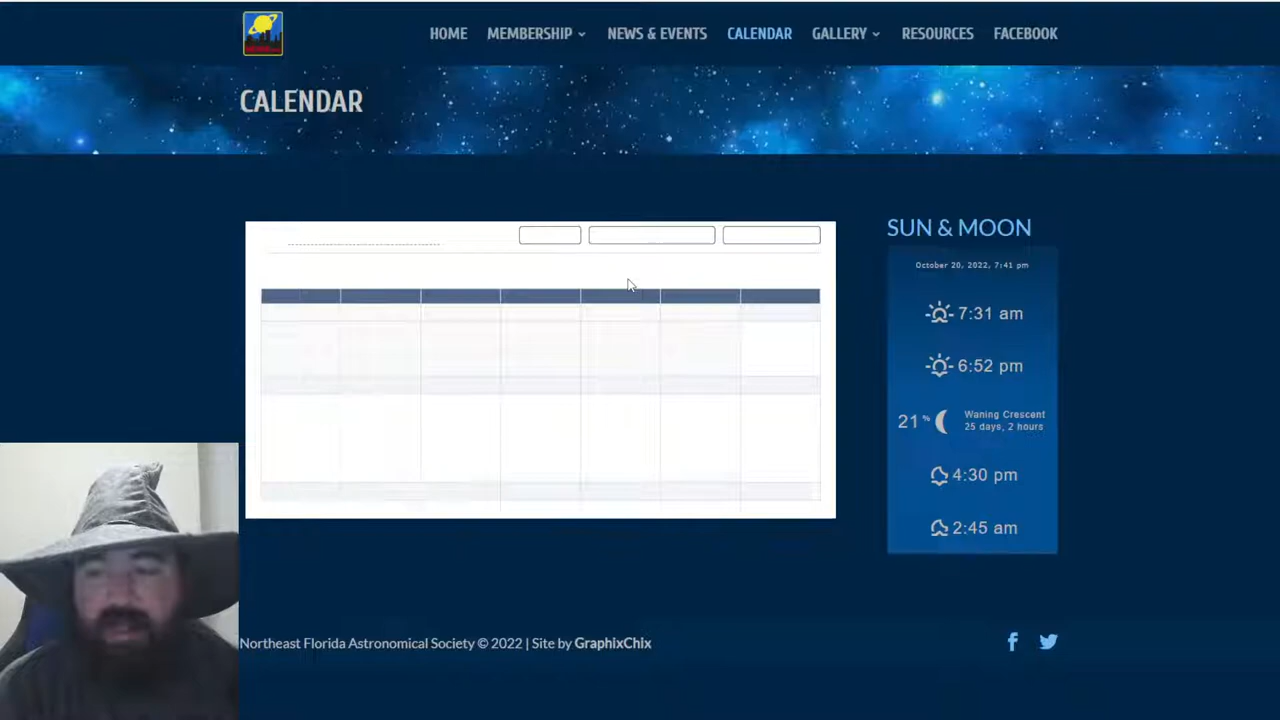 HOME MEMBERSHIP NEWS & EVENTS CALENDAR GALLERY RESOURCES FACEBOOK
CALENDAR
SUN & MOON
October 20, 2022, 7:41 pm
7:31 am
6:52 pm
21 % Waning Crescent
25 days, 2 hours
4:30 pm
2:45 am
Northeast Florida Astronomical Society © 2022 | Site by GraphixChix